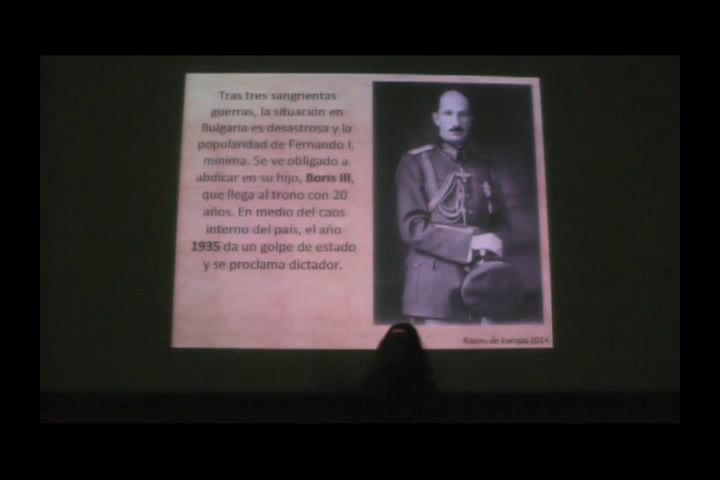 Tras tres sangrientas
guerras, la situación en
Bulgaria es desastrosa y la
popularidad de Fernando I,
mínima. Se ve obligado a
abdicar en su hijo, Boris III,
que llega al trono con 20
años. En medio del caos
interno del país, el año
1935 da un golpe de estado
y se proclama dictador.
de Europa 2014